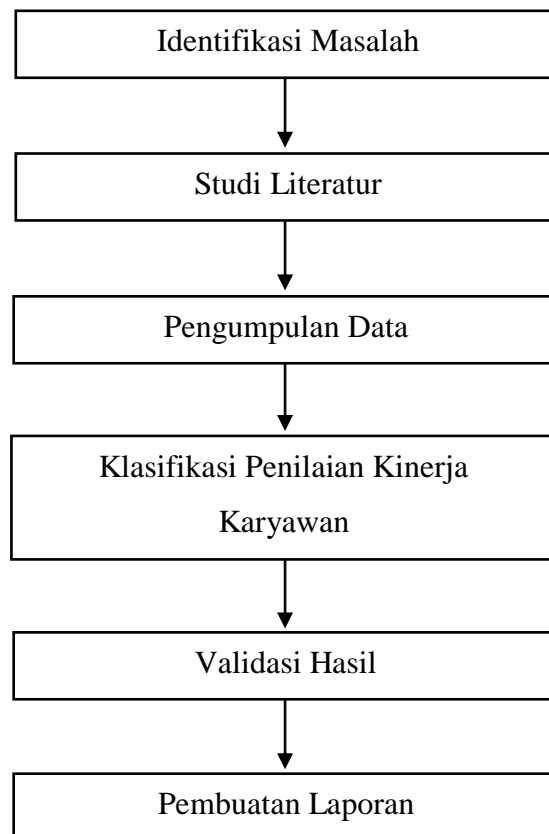 Identifikasi Masalah
Studi Literatur
Pengumpulan Data
Klasifikasi Penilaian Kinerja
Karyawan
Validasi Hasil
Pembuatan Laporan